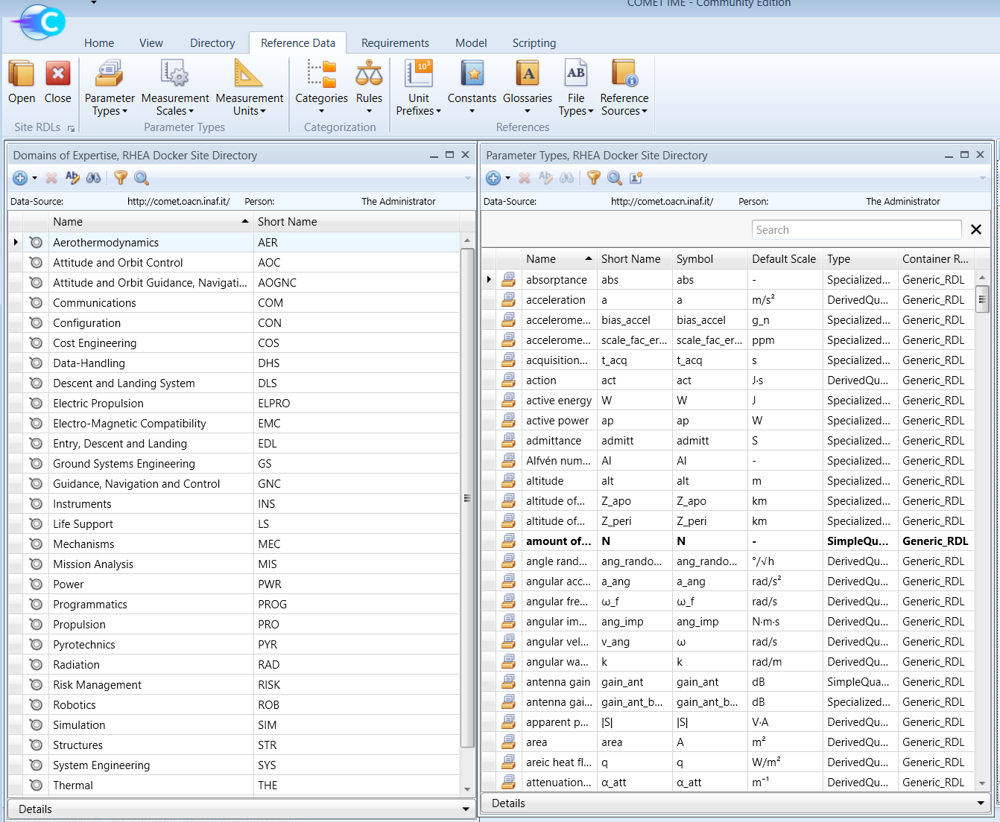 COMET IME - Community Edition
C
Home View Directory Reference Data Requirements Model Scripting
10³ A AB
Open Close Parameter Types Measurement Scales Measurement Units Categories Rules Unit Prefixes Constants Glossaries File Types Reference Sources
Site RDLs Parameter Types Categorization References
Domains of Expertise, RHEA Docker Site Directory
Data-Source: http://comet.oacn.inaf.it/ Person: The Administrator
Name Short Name
Aerothermodynamics AER
Attitude and Orbit Control AOC
Attitude and Orbit Guidance, Navigati... AOGNC
Communications COM
Configuration CON
Cost Engineering COS
Data-Handling DHS
Descent and Landing System DLS
Electric Propulsion ELPRO
Electro-Magnetic Compatibility EMC
Entry, Descent and Landing EDL
Ground Systems Engineering GS
Guidance, Navigation and Control GNC
Instruments INS
Life Support LS
Mechanisms MEC
Mission Analysis MIS
Power PWR
Programmatics PROG
Propulsion PRO
Pyrotechnics PYR
Radiation RAD
Risk Management RISK
Robotics ROB
Simulation SIM
Structures STR
System Engineering SYS
Thermal THE
Details
Parameter Types, RHEA Docker Site Directory
Data-Source: http://comet.oacn.inaf.it/ Person: The Administrator
Search
Name Short Name Symbol Default Scale Type Container R...
absorptance abs abs - Specialized... Generic_RDL
acceleration a a m/s² DerivedQu... Generic_RDL
accelerome... bias_accel bias_accel g_n Specialized... Generic_RDL
accelerome... scale_fac_er... scale_fac_er... ppm Specialized... Generic_RDL
acquisition... t_acq t_acq s Specialized... Generic_RDL
action act act J·s DerivedQu... Generic_RDL
active energy W W J Specialized... Generic_RDL
active power ap ap W Specialized... Generic_RDL
admittance admitt admitt S Specialized... Generic_RDL
Alfvén num... Al Al - Specialized... Generic_RDL
altitude alt alt m Specialized... Generic_RDL
altitude of... Z_apo Z_apo km Specialized... Generic_RDL
altitude of... Z_peri Z_peri km Specialized... Generic_RDL
amount of... N N - SimpleQu... Generic_RDL
angle rand... ang_rando... ang_rando... °/√h DerivedQu... Generic_RDL
angular acc... a_ang a_ang rad/s² DerivedQu... Generic_RDL
angular fre... ω_f ω_f rad/s DerivedQu... Generic_RDL
angular im... ang_imp ang_imp N·m·s DerivedQu... Generic_RDL
angular vel... v_ang ω rad/s DerivedQu... Generic_RDL
angular wa... k k rad/m DerivedQu... Generic_RDL
antenna gain gain_ant gain_ant dB SimpleQua... Generic_RDL
antenna gai... gain_ant_b... gain_ant_b... dB Specialized... Generic_RDL
apparent p... |S| |S| V·A DerivedQu... Generic_RDL
area area A m² DerivedQu... Generic_RDL
areic heat fl... q q W/m² DerivedQu... Generic_RDL
attenuation... α_att α_att m⁻¹ DerivedQu... Generic_RDL
Details